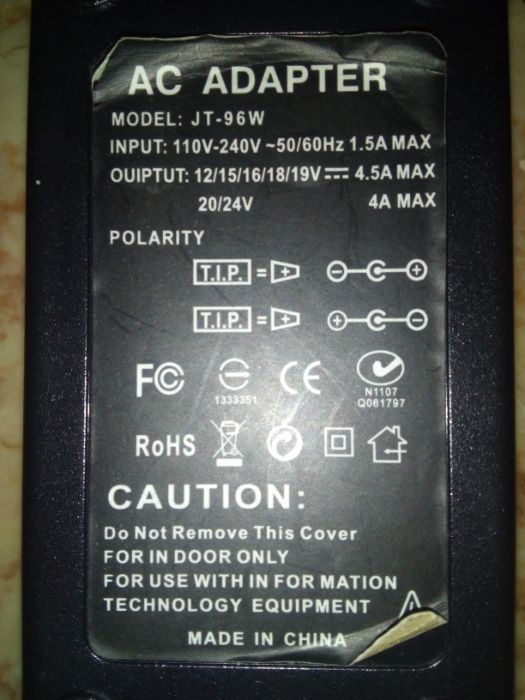 AC ADAPTER
MODEL: JT-96W
INPUT: 110V-240V ~50/60Hz 1.5A MAX
OUIPTUT: 12/15/16/18/19V⎓ 4.5A MAX
20/24V 4A MAX
POLARITY
T.I.P. =
T.I.P. =
FC CE
1333351
N1107
Q061797
RoHS
CAUTION:
Do Not Remove This Cover
FOR IN DOOR ONLY
FOR USE WITH IN FOR MATION
TECHNOLOGY EQUIPMENT
MADE IN CHINA